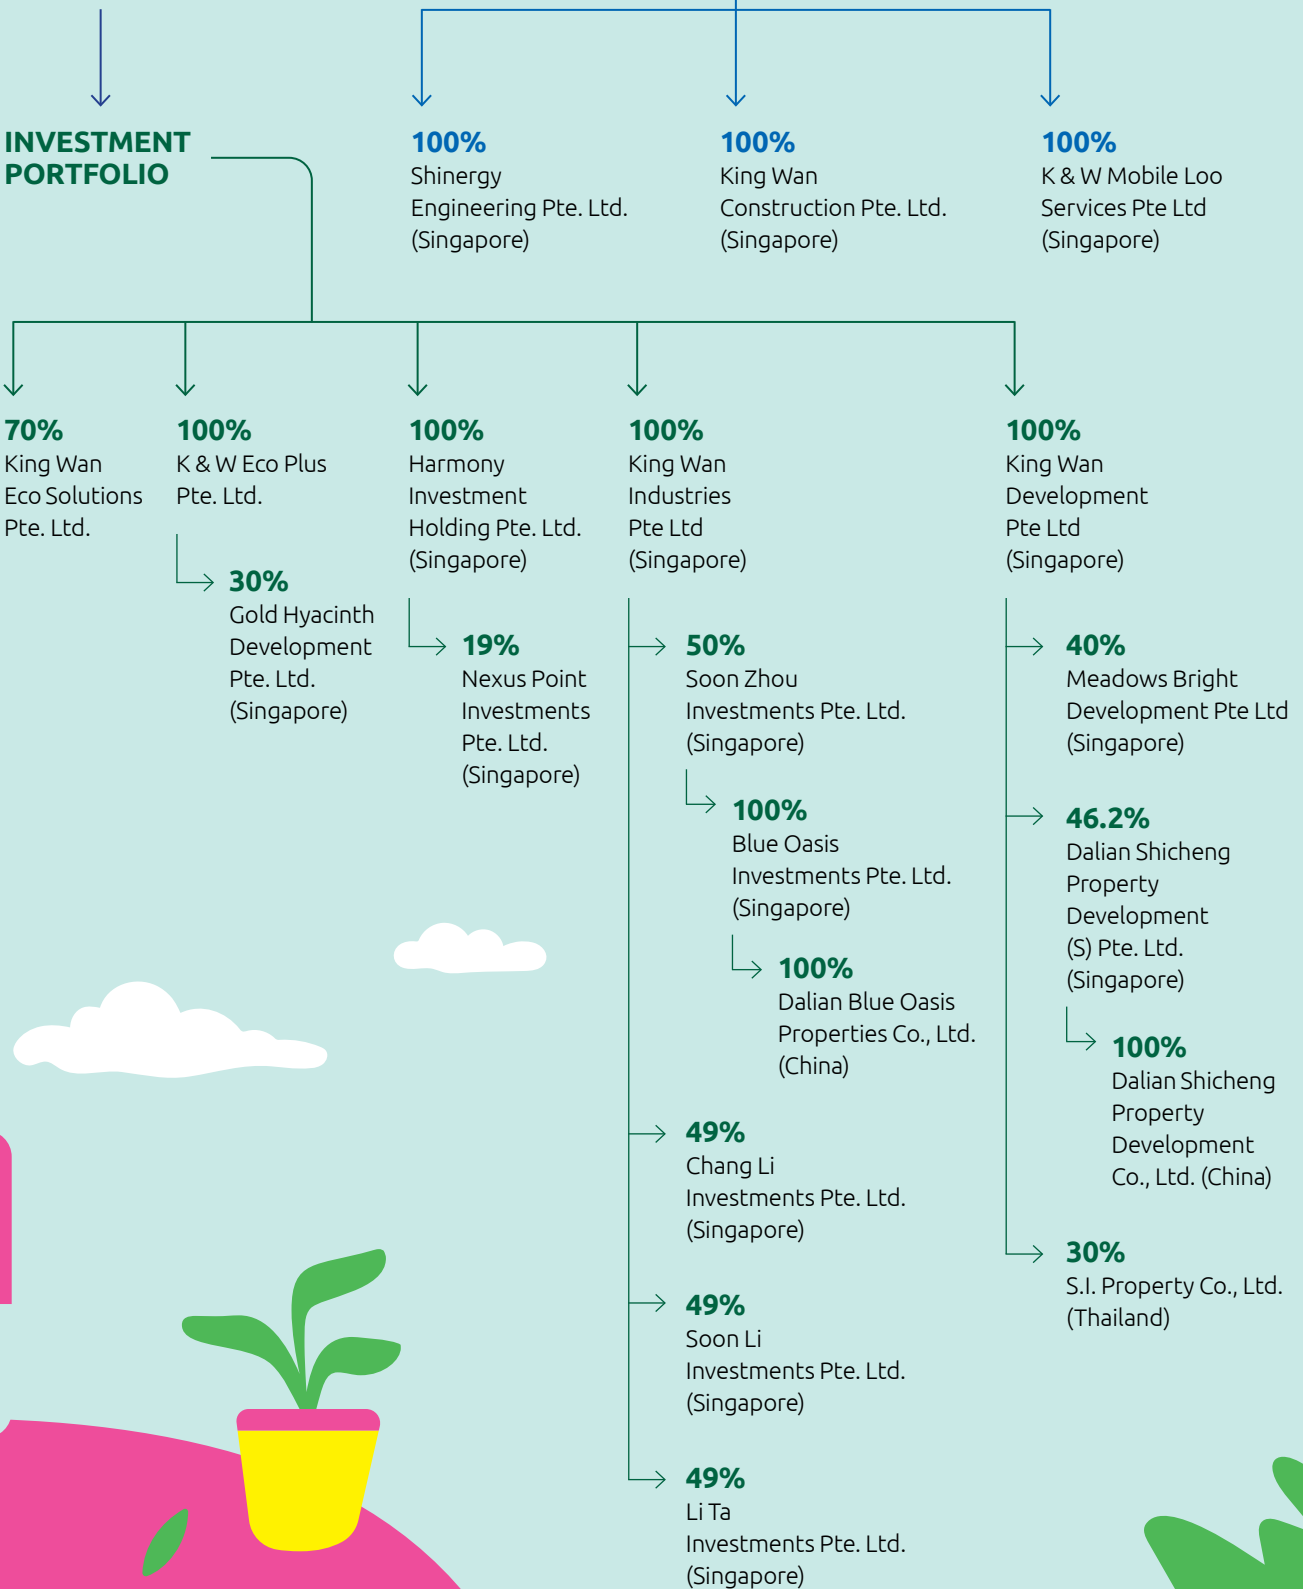 INVESTMENT
PORTFOLIO
100%
Shinergy
Engineering Pte. Ltd.
(Singapore)
100%
King Wan
Construction Pte. Ltd.
(Singapore)
100%
K & W Mobile Loo
Services Pte Ltd
(Singapore)
70%
King Wan
Eco Solutions
Pte. Ltd.
100%
K & W Eco Plus
Pte. Ltd.
30%
Gold Hyacinth
Development
Pte. Ltd.
(Singapore)
100%
Harmony
Investment
Holding Pte. Ltd.
(Singapore)
19%
Nexus Point
Investments
Pte. Ltd.
(Singapore)
100%
King Wan
Industries
Pte Ltd
(Singapore)
50%
Soon Zhou
Investments Pte. Ltd.
(Singapore)
100%
Blue Oasis
Investments Pte. Ltd.
(Singapore)
100%
Dalian Blue Oasis
Properties Co., Ltd.
(China)
49%
Chang Li
Investments Pte. Ltd.
(Singapore)
49%
Soon Li
Investments Pte. Ltd.
(Singapore)
49%
Li Ta
Investments Pte. Ltd.
(Singapore)
100%
King Wan
Development
Pte Ltd
(Singapore)
40%
Meadows Bright
Development Pte Ltd
(Singapore)
46.2%
Dalian Shicheng
Property
Development
(S) Pte. Ltd.
(Singapore)
100%
Dalian Shicheng
Property
Development
Co., Ltd. (China)
30%
S.I. Property Co., Ltd.
(Thailand)